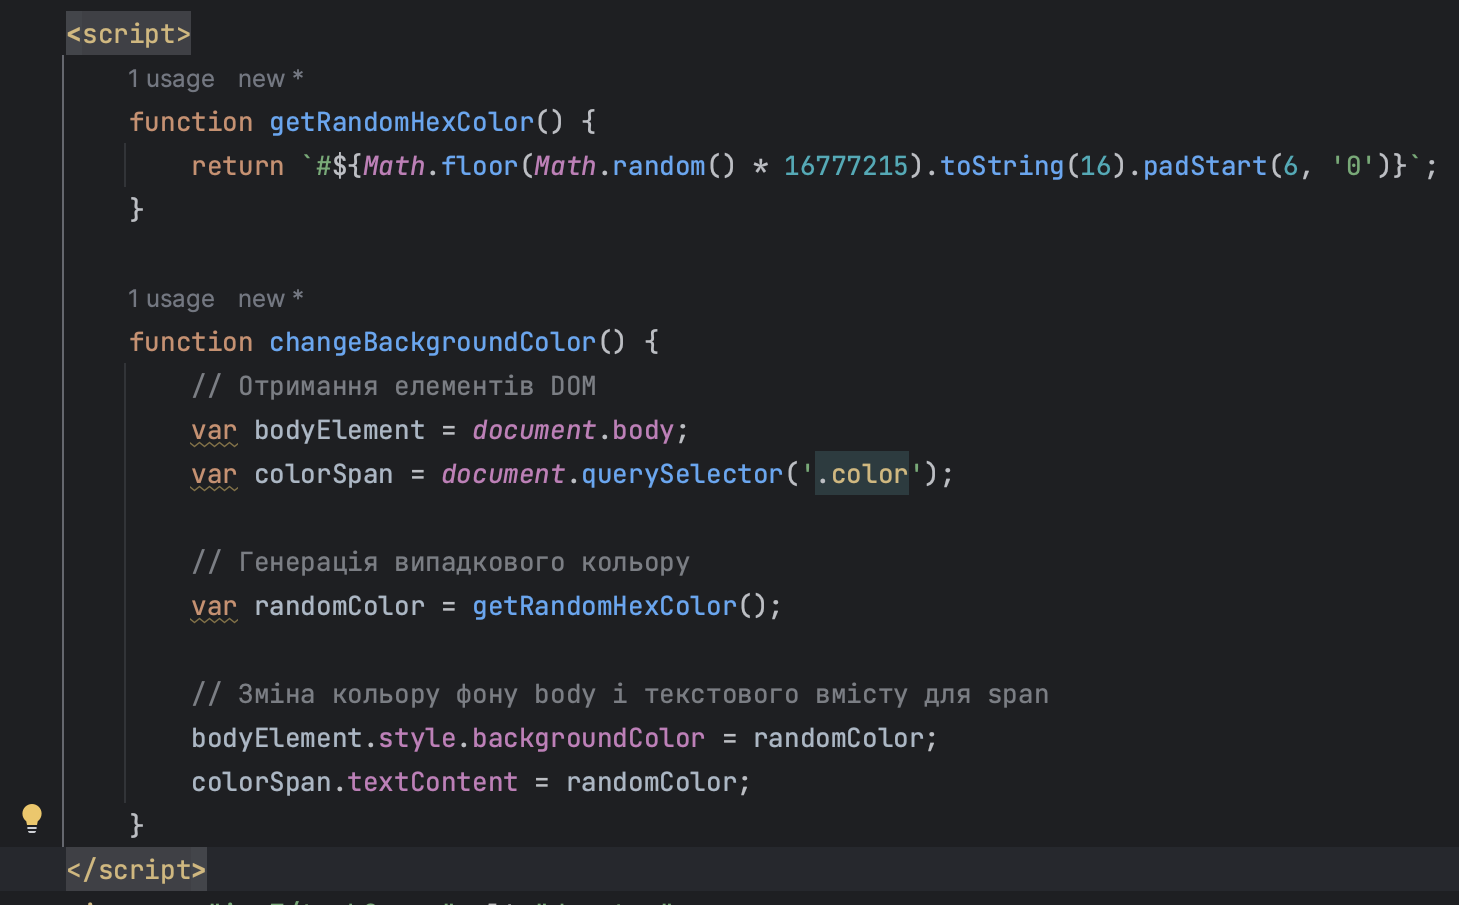 <script>
1 usage new *
function getRandomHexColor() {
return `#${Math.floor(Math.random() * 16777215).toString(16).padStart(6, '0')}`;
}
1 usage new *
function changeBackgroundColor() {
// Отримання елементів DOM
var bodyElement = document.body;
var colorSpan = document.querySelector('.color');
// Генерація випадкового кольору
var randomColor = getRandomHexColor();
// Зміна кольору фону body і текстового вмісту для span
bodyElement.style.backgroundColor = randomColor;
colorSpan.textContent = randomColor;
}
</script>